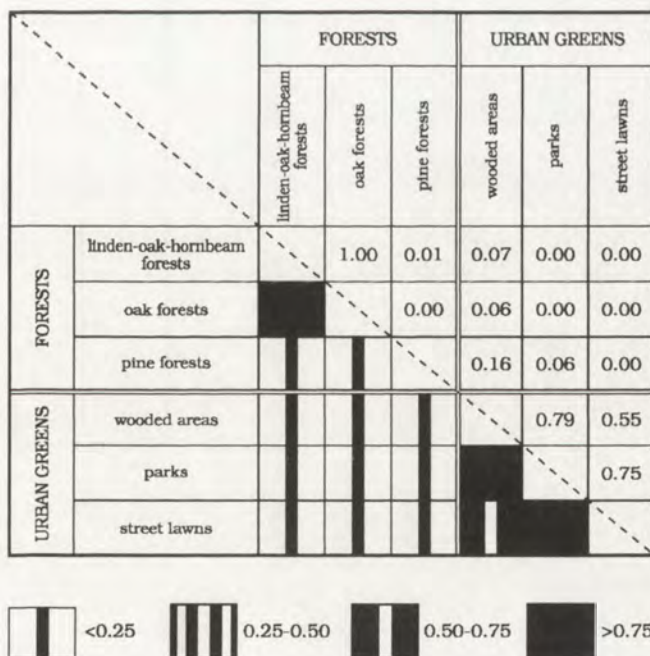 FORESTS URBAN GREENS
linden-oak-hornbeam
forests
oak forests
pine forests
wooded areas
parks
street lawns
FORESTS
linden-oak-hornbeam
forests 1.00 0.01 0.07 0.00 0.00
oak forests 0.00 0.06 0.00 0.00
pine forests 0.16 0.06 0.00
URBAN GREENS
wooded areas 0.79 0.55
parks 0.75
street lawns
<0.25 0.25-0.50 0.50-0.75 >0.75